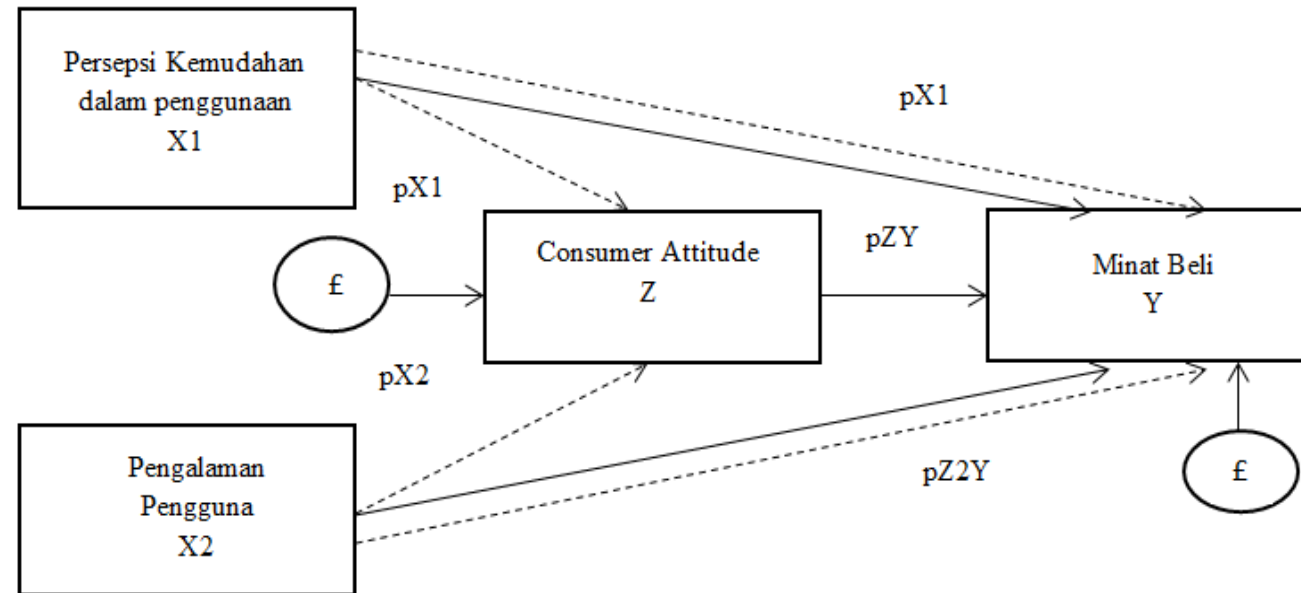 Persepsi Kemudahan
dalam penggunaan
X1
pX1
pX1
pZY
Consumer Attitude
Z
Minat Beli
Y
£
pX2
Pengalaman
Pengguna
X2
pZ2Y
£